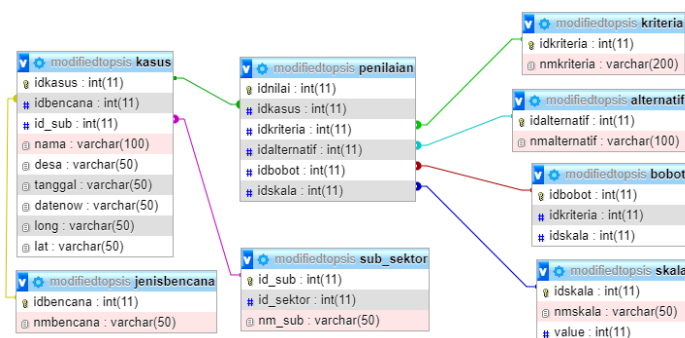 modifiedtopsis kasus
idkasus : int(11)
idbencana : int(11)
id_sub : int(11)
nama : varchar(100)
desa : varchar(50)
tanggal : varchar(50)
datenow : varchar(50)
long : varchar(50)
lat : varchar(50)
modifiedtopsis jenisbencana
idbencana : int(11)
nmbencana : varchar(50)
modifiedtopsis penilaian
idnilai : int(11)
idkasus : int(11)
idkriteria : int(11)
idalternatif : int(11)
idbobot : int(11)
idskala : int(11)
modifiedtopsis sub_sektor
id_sub : int(11)
id_sektor : int(11)
nm_sub : varchar(50)
modifiedtopsis kriteria
idkriteria : int(11)
nmkriteria : varchar(200)
modifiedtopsis alternatif
idalternatif : int(11)
nmalternatif : varchar(100)
modifiedtopsis bobot
idbobot : int(11)
idkriteria : int(11)
idskala : int(11)
modifiedtopsis skala
idskala : int(11)
nmskala : varchar(50)
value : int(11)